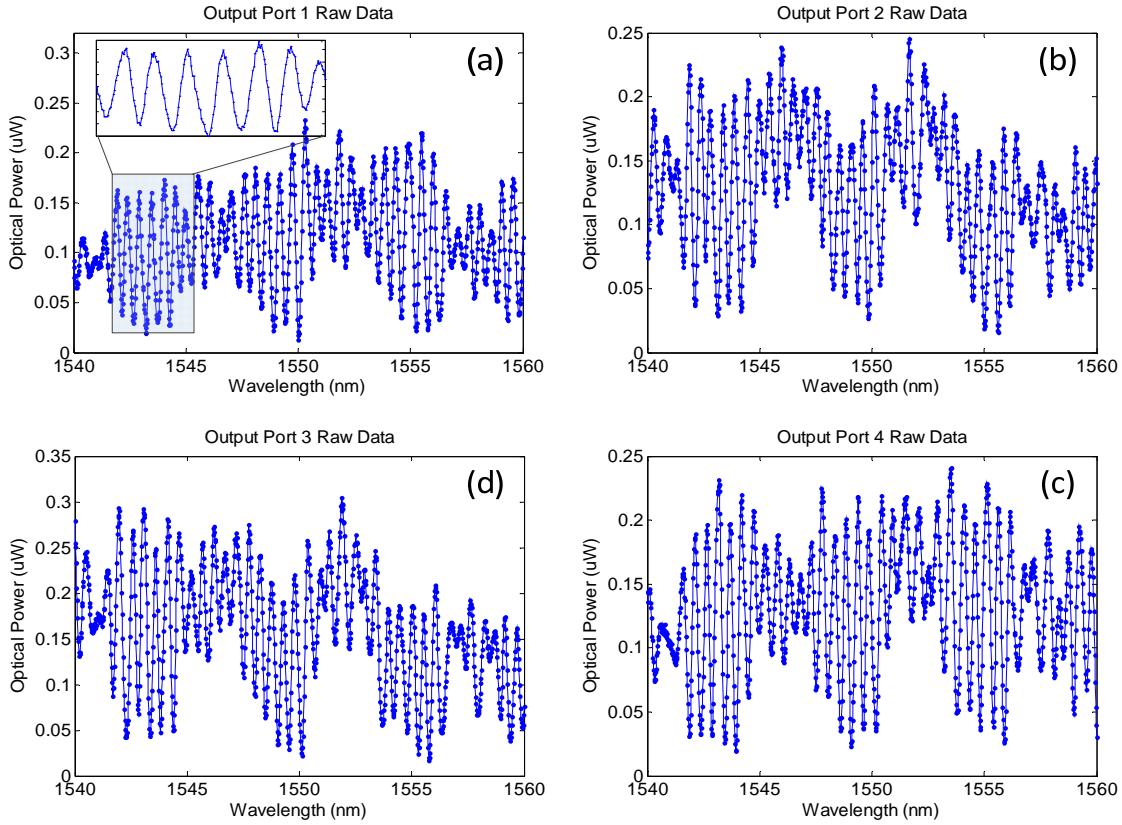 Output Port 1 Raw Data
(a)
Optical Power (uW)
0.3
0.25
0.2
0.15
0.1
0.05
0
1540
1545
1550
1555
1560
Wavelength (nm)
Output Port 2 Raw Data
(b)
Optical Power (uW)
0.25
0.2
0.15
0.1
0.05
0
1540
1545
1550
1555
1560
Wavelength (nm)
Output Port 3 Raw Data
(d)
Optical Power (uW)
0.35
0.3
0.25
0.2
0.15
0.1
0.05
0
1540
1545
1550
1555
1560
Wavelength (nm)
Output Port 4 Raw Data
(c)
Optical Power (uW)
0.25
0.2
0.15
0.1
0.05
0
1540
1545
1550
1555
1560
Wavelength (nm)